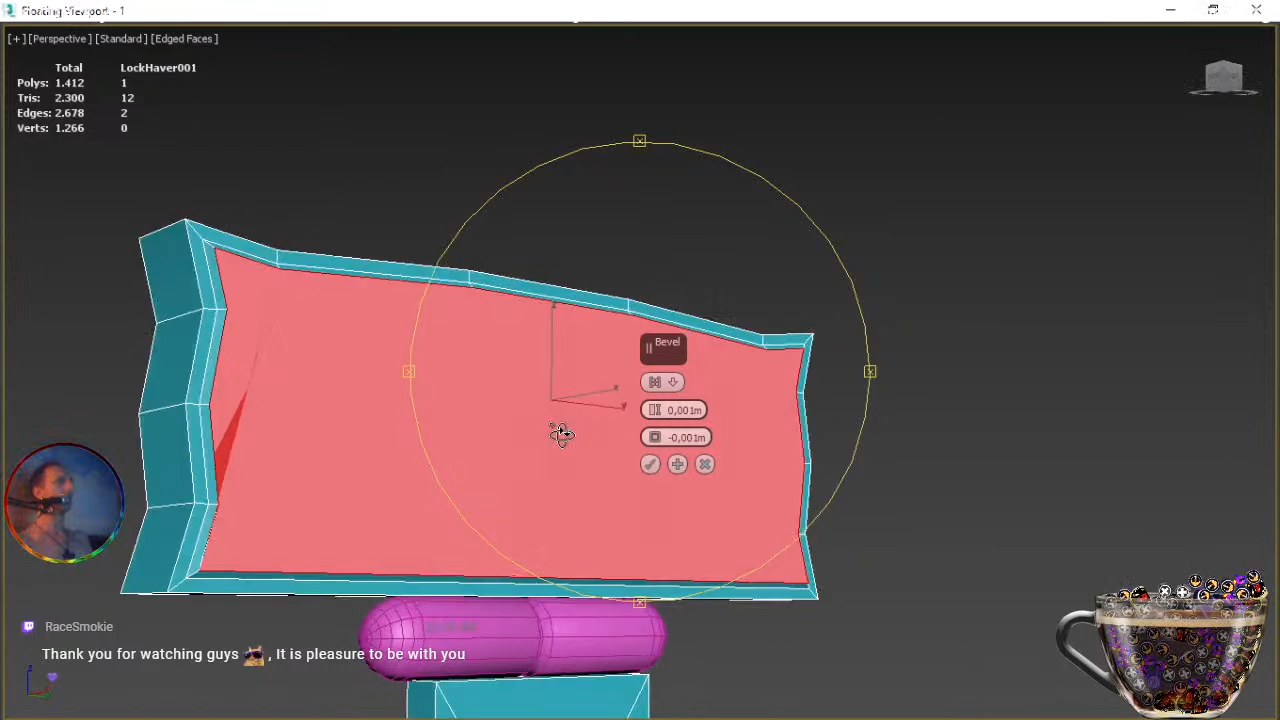 Floating Viewport - 1
[+] [Perspective] [Standard] [Edged Faces]
Total LockHaver001
Polys: 1.412 1
Tris: 2.300 12
Edges: 2.678 2
Verts: 1.266 0
Bevel
0,001m
-0,001m
RaceSmokie
Thank you for watching guys , It is pleasure to be with you